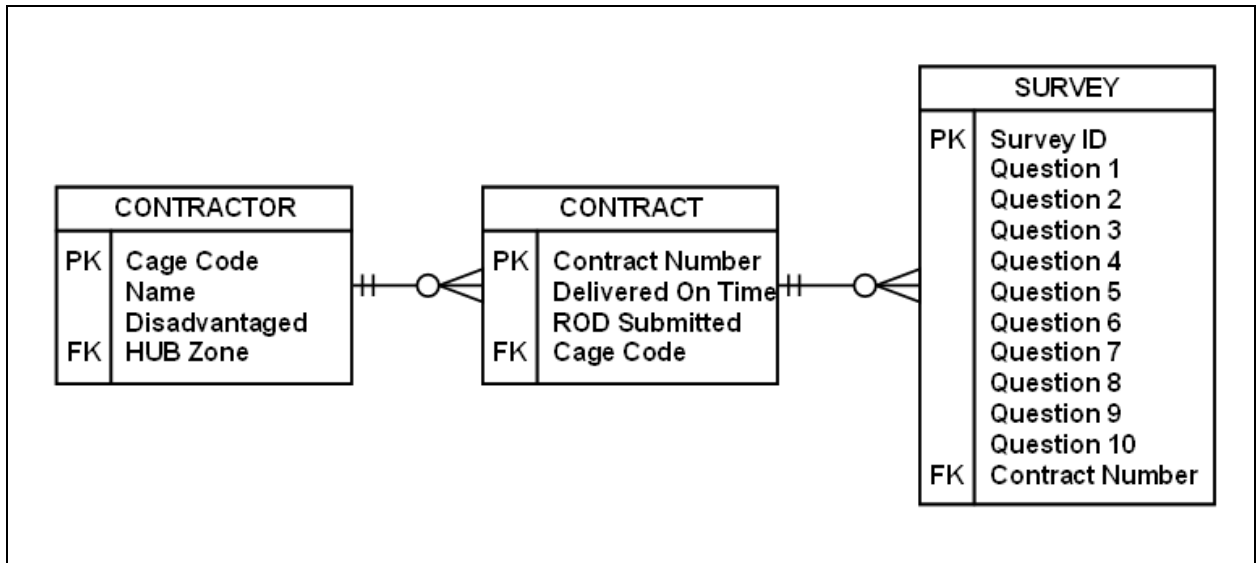 CONTRACTOR
PK Cage Code
Name
Disadvantaged
FK HUB Zone
CONTRACT
PK Contract Number
Delivered On Time
ROD Submitted
FK Cage Code
SURVEY
PK Survey ID
Question 1
Question 2
Question 3
Question 4
Question 5
Question 6
Question 7
Question 8
Question 9
Question 10
FK Contract Number